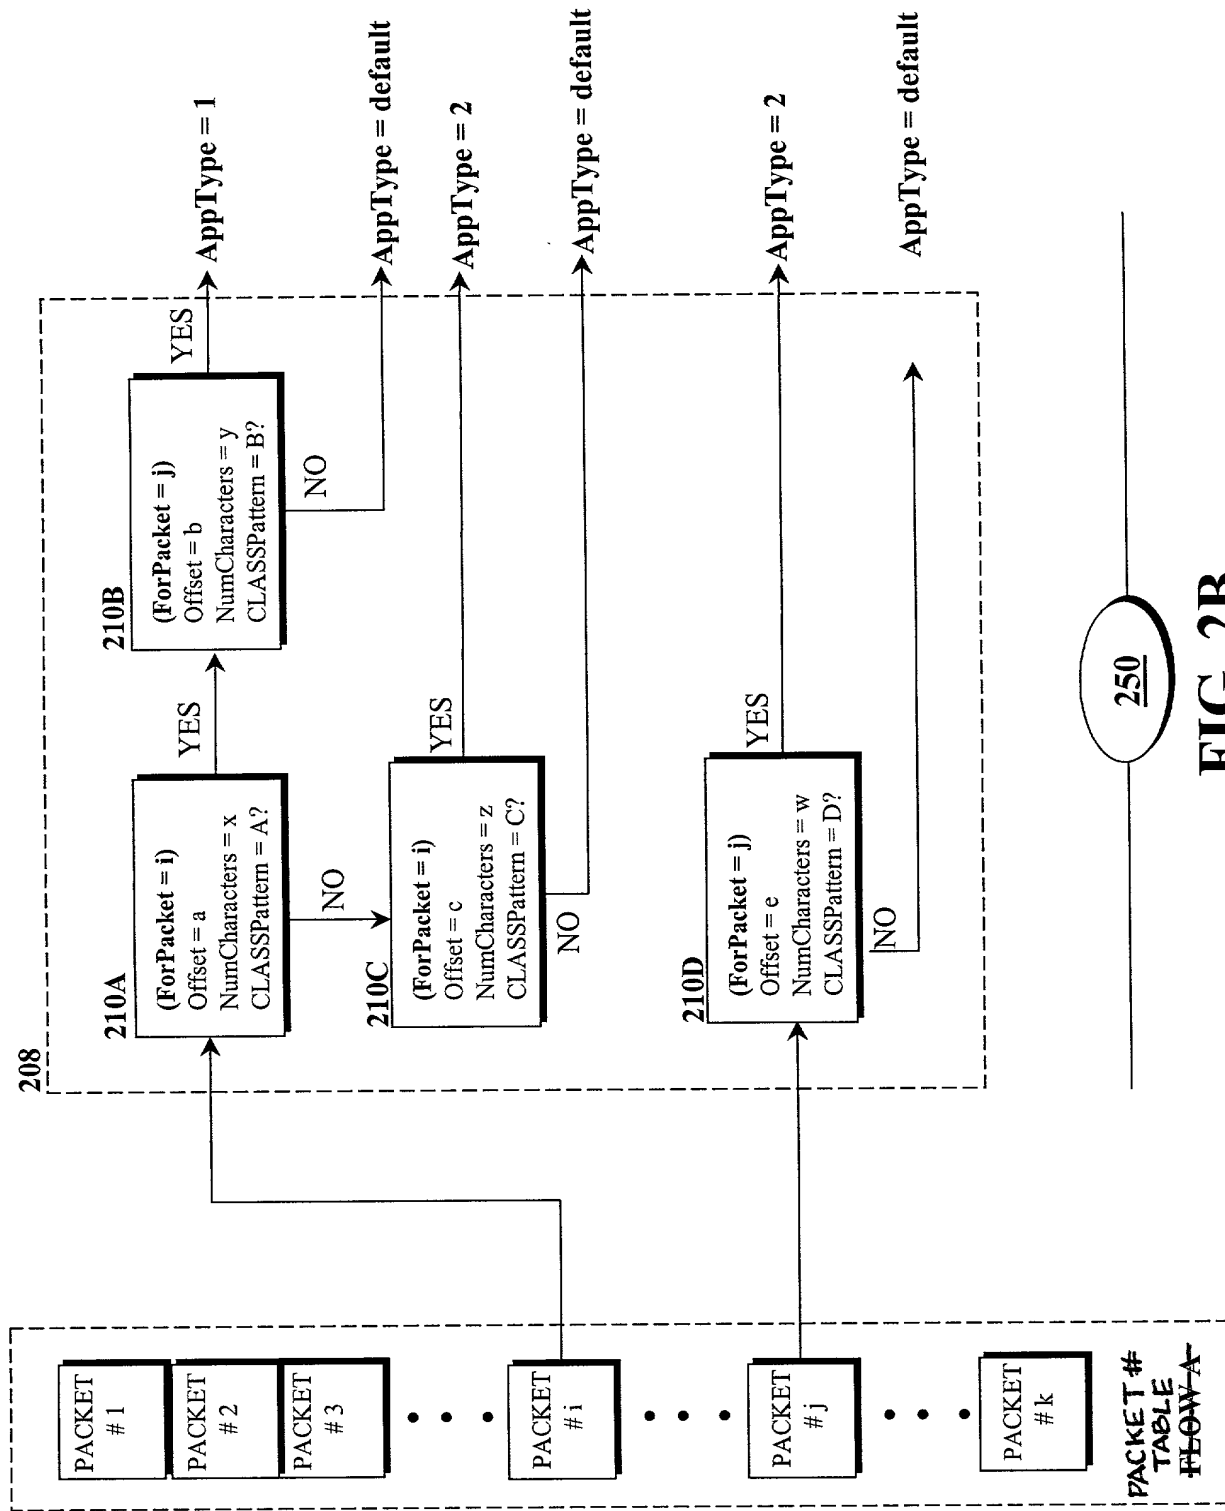 PACKET
# 1
PACKET
# 2
PACKET
# 3
PACKET
# i
PACKET
# j
PACKET
# k
PACKET #
TABLE
FLOW A
208
210A
(ForPacket = i)
Offset = a
NumCharacters = x
CLASSPattern = A?
YES
NO
210B
(ForPacket = j)
Offset = b
NumCharacters = y
CLASSPattern = B?
YES
NO
AppType = 1
AppType = default
210C
(ForPacket = i)
Offset = c
NumCharacters = z
CLASSPattern = C?
YES
NO
AppType = 2
AppType = default
210D
(ForPacket = j)
Offset = e
NumCharacters = w
CLASSPattern = D?
YES
NO
AppType = 2
AppType = default
250
FIG. 2B